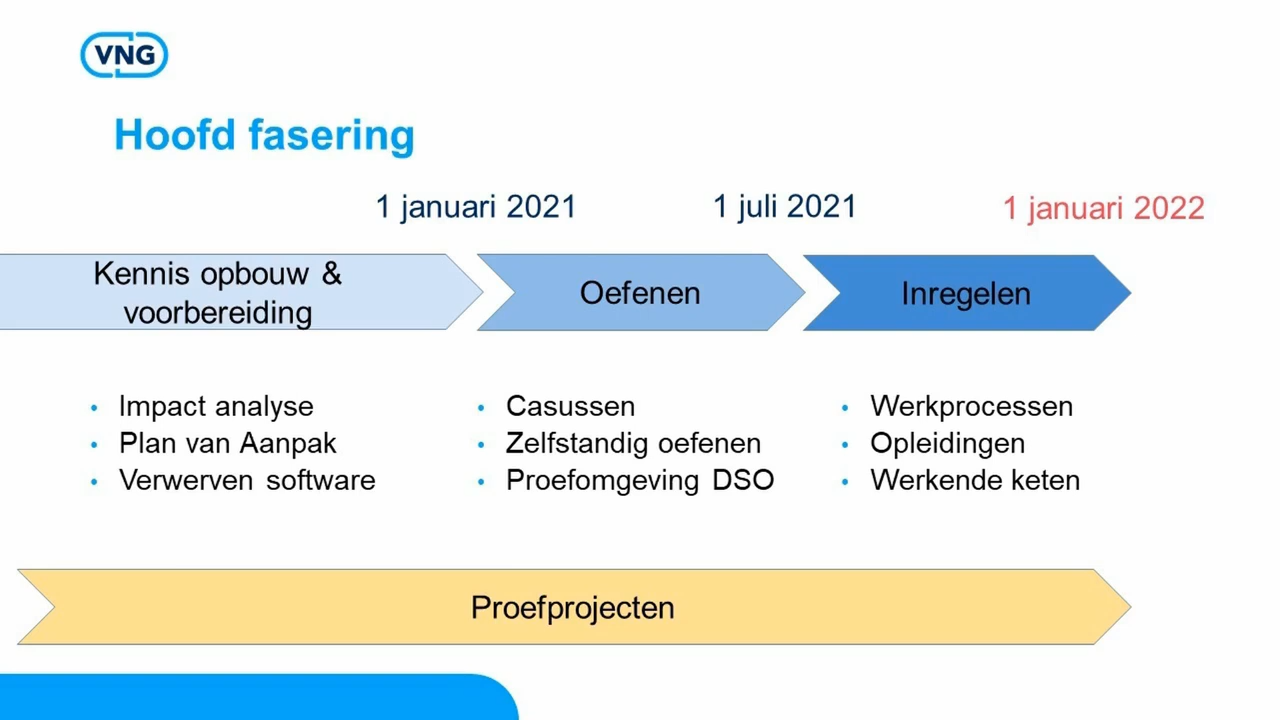 VNG
Hoofd fasering
1 januari 2021
1 juli 2021
1 januari 2022
Kennis opbouw &
voorbereiding
Oefenen
Inregelen
• Impact analyse
• Plan van Aanpak
• Verwerven software
• Casussen
• Zelfstandig oefenen
• Proefomgeving DSO
• Werkprocessen
• Opleidingen
• Werkende keten
Proefprojecten